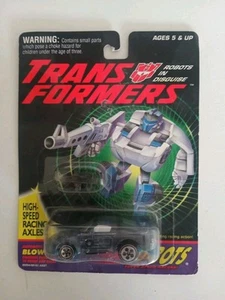 WARNING: Contains small parts
which pose a choke hazard for
children under age of three.
AGES 5 & UP
TRANS
FORMERS
ROBOTS
IN
DISGUISE
HIGH-
SPEED
RACING
AXLES
BLOW
BOTS